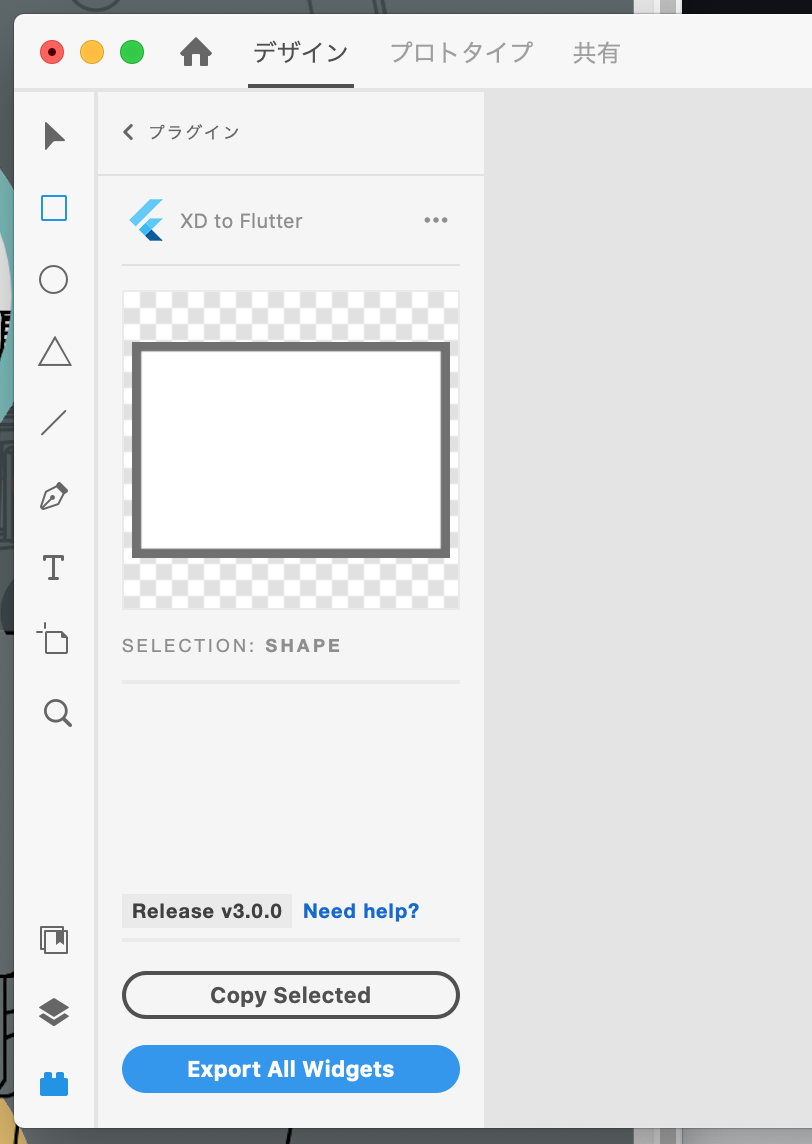 デザイン プロトタイプ 共有
プラグイン
XD to Flutter
SELECTION: SHAPE
Release v3.0.0 Need help?
Copy Selected
Export All Widgets